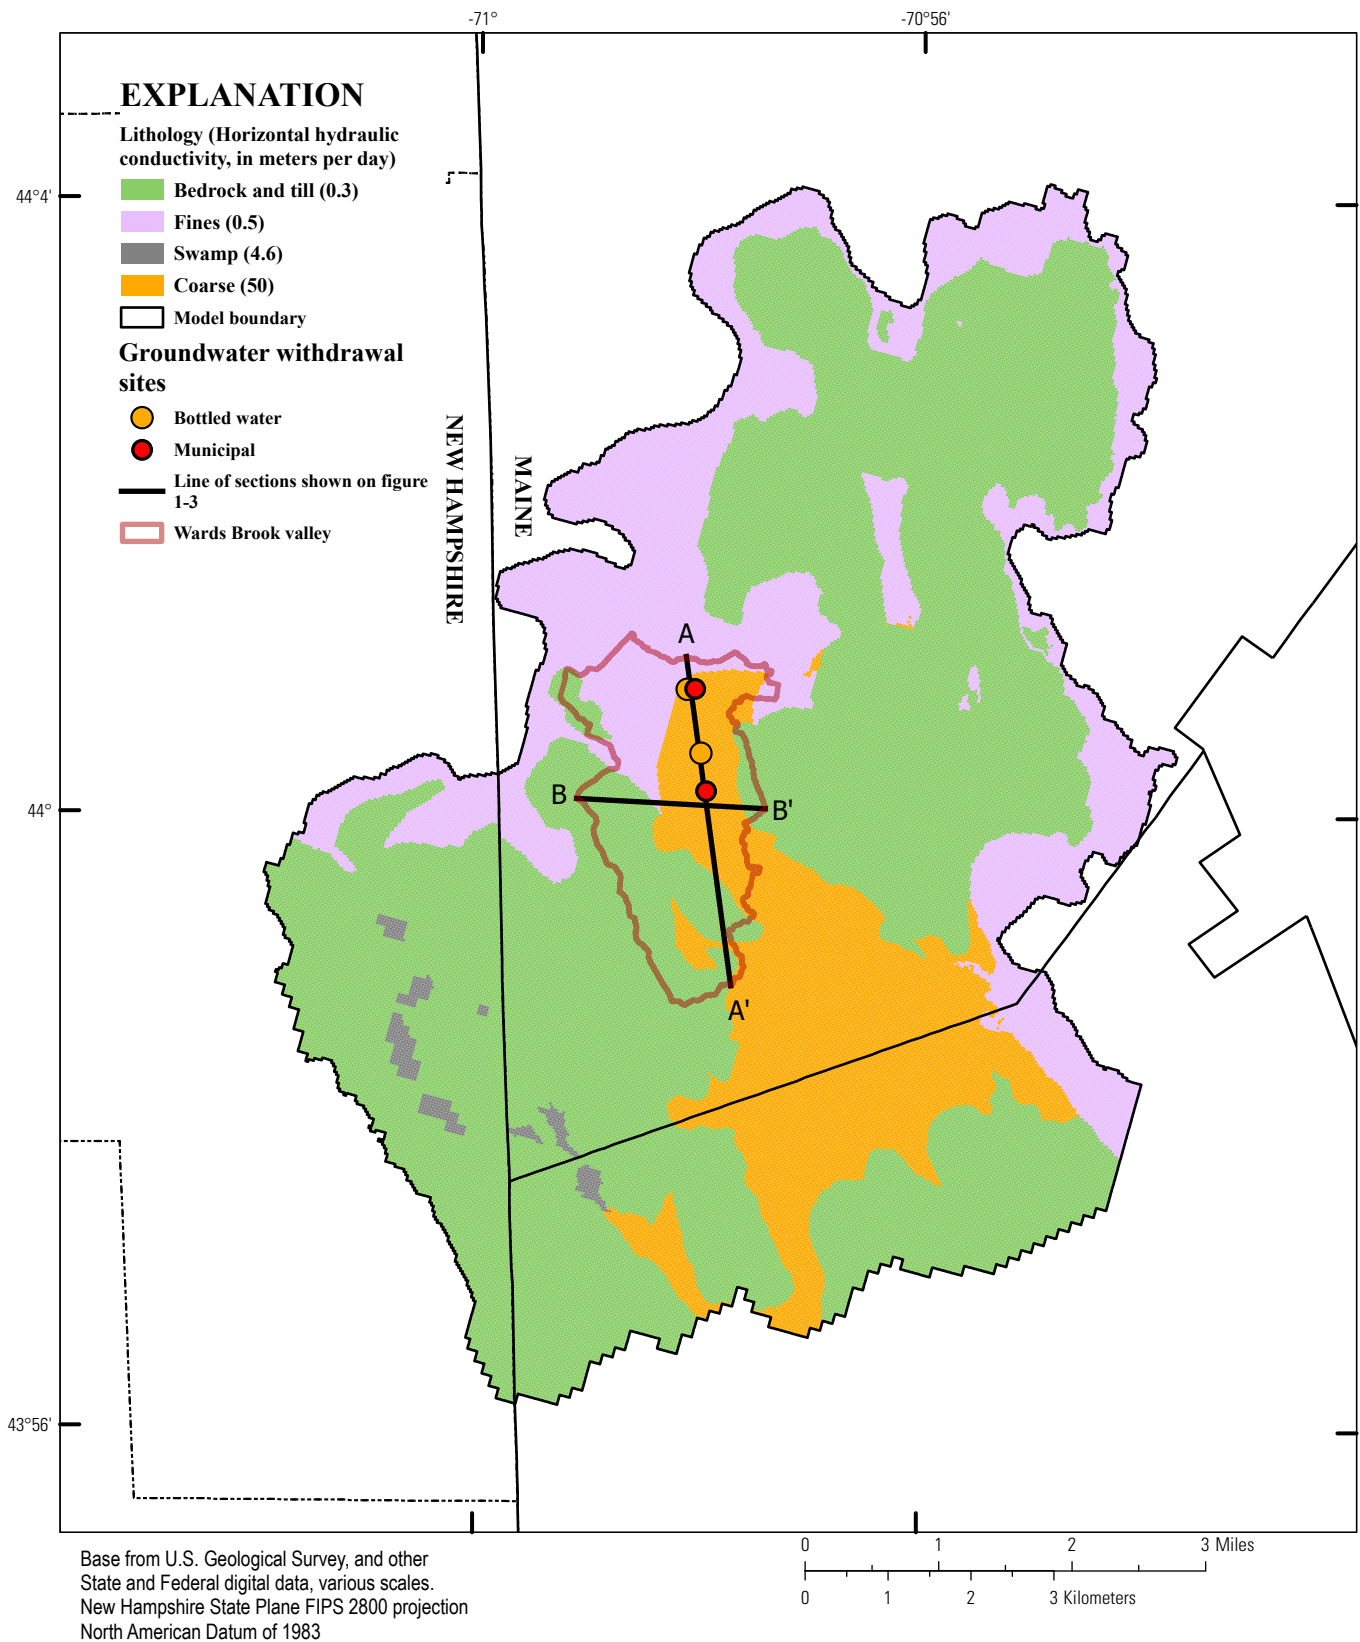 -71°
-70°56'
EXPLANATION
Lithology (Horizontal hydraulic
conductivity, in meters per day)
Bedrock and till (0.3)
Fines (0.5)
Swamp (4.6)
Coarse (50)
Model boundary
Groundwater withdrawal
sites
Bottled water
Municipal
Line of sections shown on figure
1-3
Wards Brook valley
44°4'
NEW HAMPSHIRE
MAINE
A
B
B'
44°
A'
43°56'
0 1 2 3 Miles
0 1 2 3 Kilometers
Base from U.S. Geological Survey, and other
State and Federal digital data, various scales.
New Hampshire State Plane FIPS 2800 projection
North American Datum of 1983